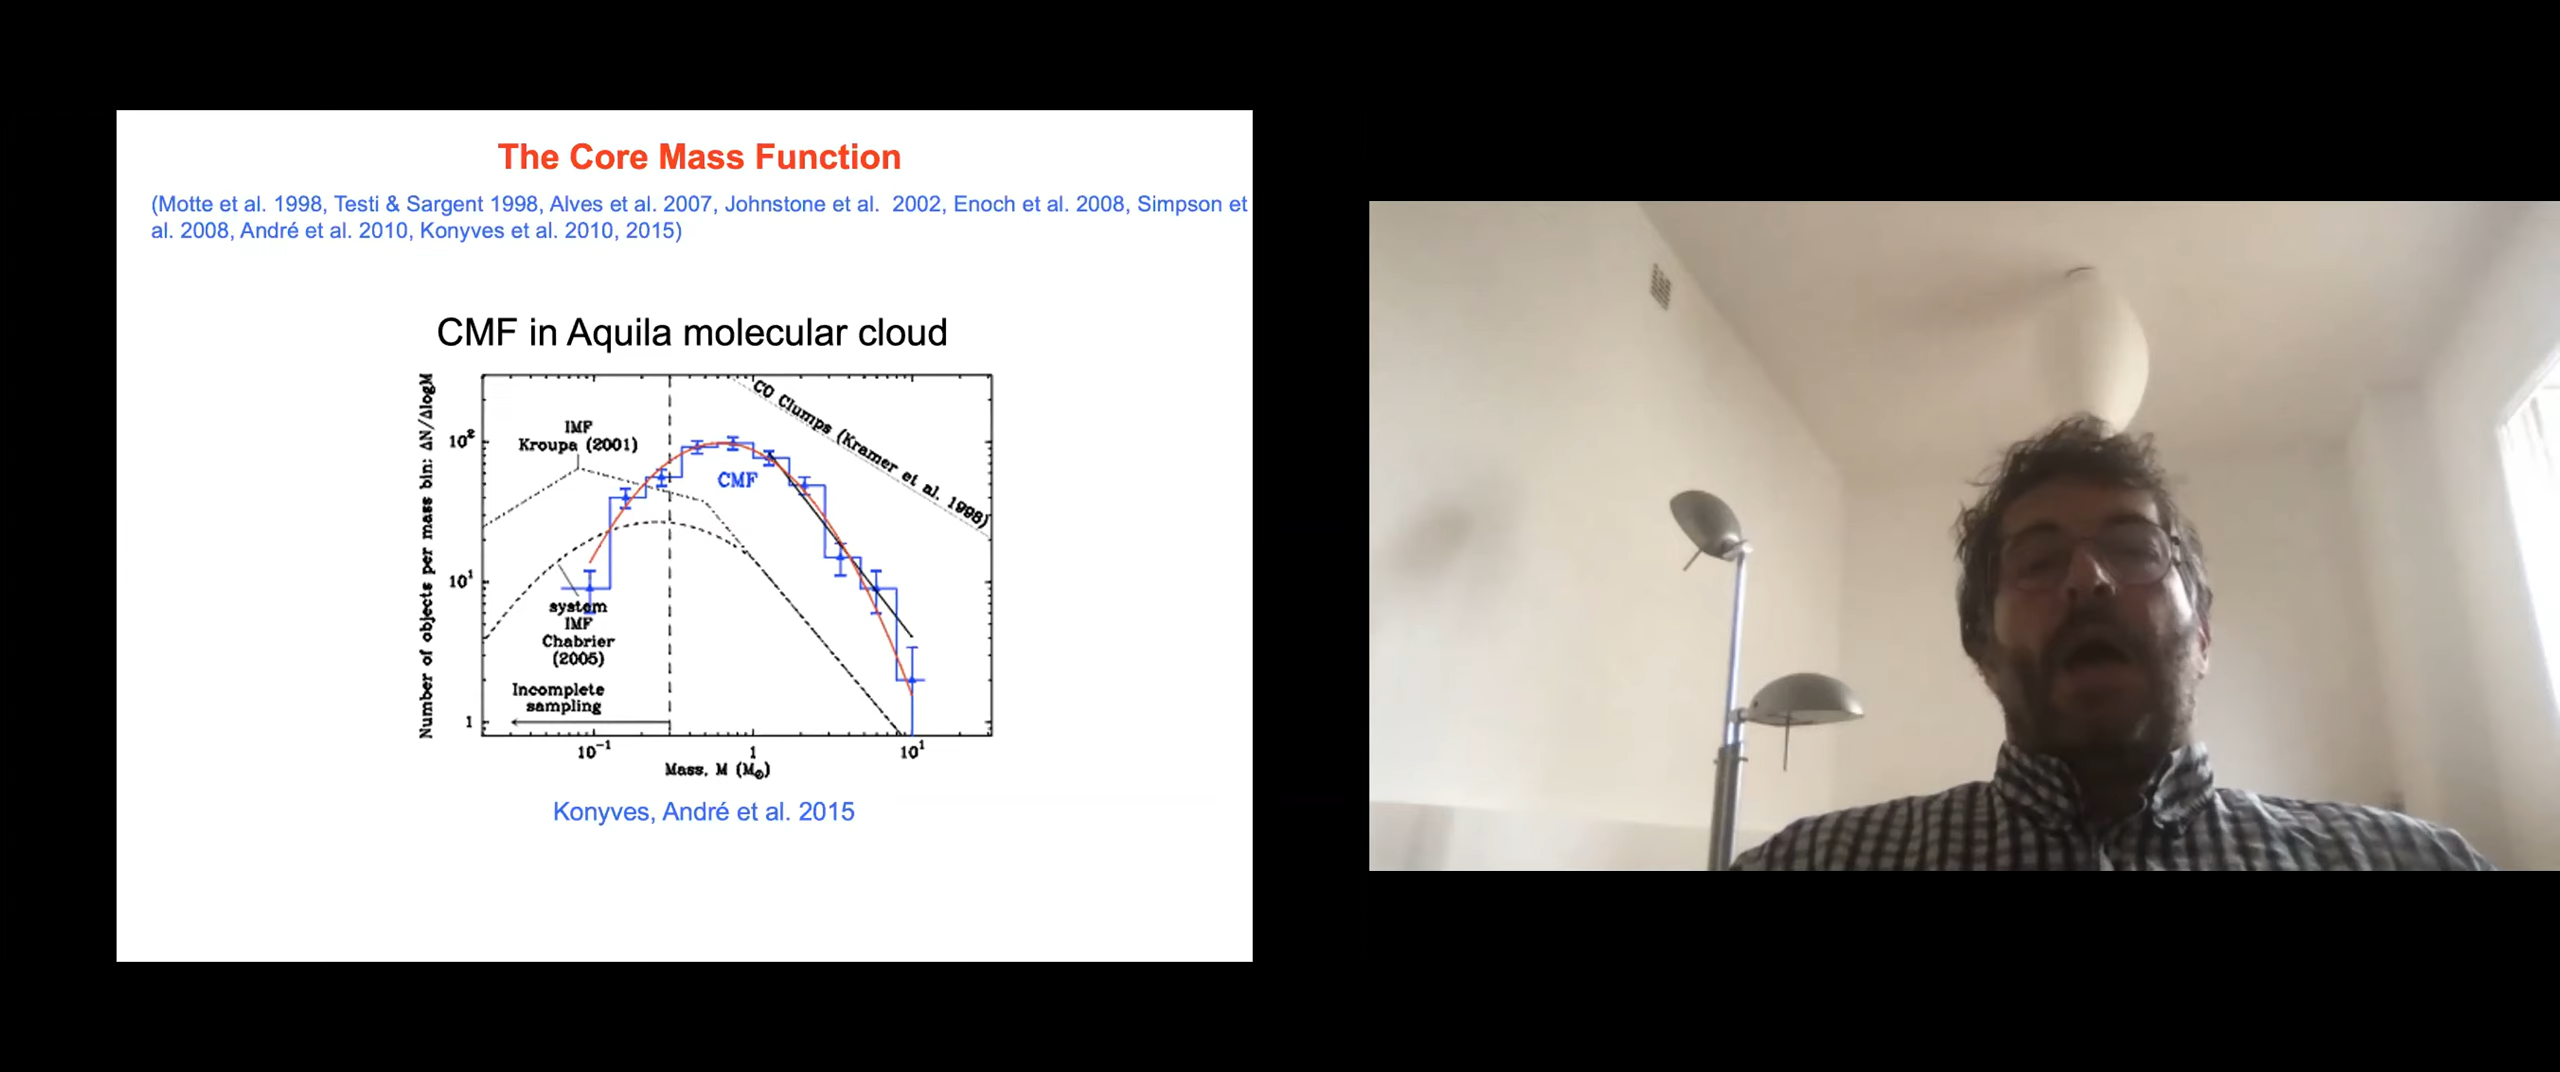 The Core Mass Function
(Motte et al. 1998, Testi & Sargent 1998, Alves et al. 2007, Johnstone et al. 2002, Enoch et al. 2008, Simpson et
al. 2008, André et al. 2010, Konyves et al. 2010, 2015)
CMF in Aquila molecular cloud
Number of objects per mass bin: ΔN/ΔlogM
10²
10¹
1
IMF
Kroupa (2001)
CO Clumps (Kramer et al. 1998)
CMF
system
IMF
Chabrier
(2005)
Incomplete
sampling
10⁻¹
1
10¹
Mass, M (M⊙)
Konyves, André et al. 2015